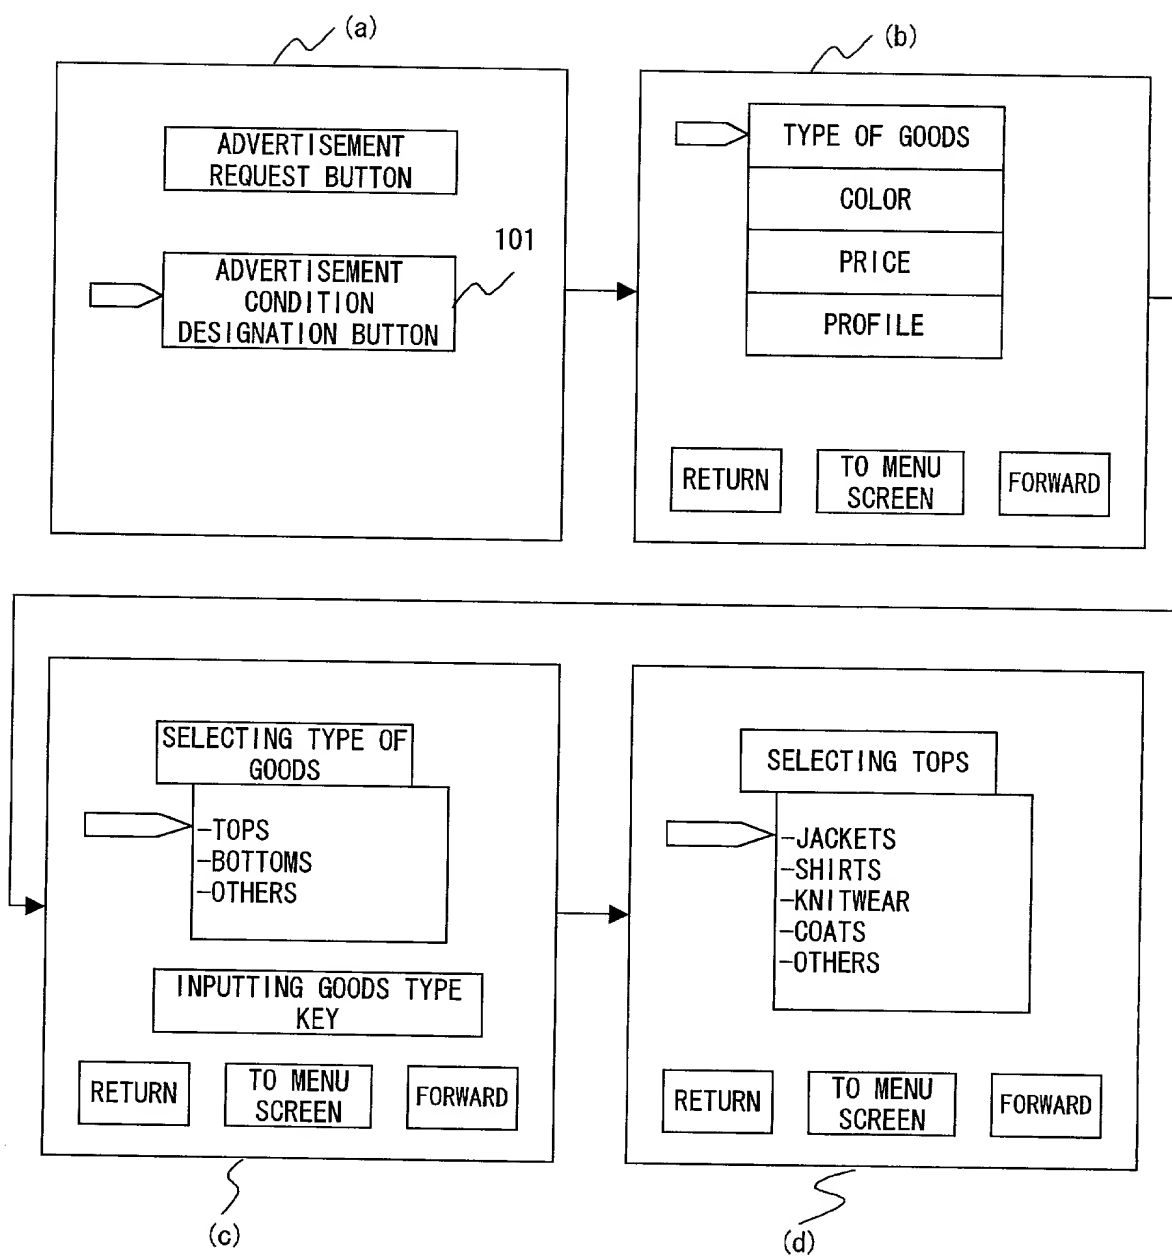 (a)
ADVERTISEMENT
REQUEST BUTTON
ADVERTISEMENT
CONDITION
DESIGNATION BUTTON
101
(b)
TYPE OF GOODS
COLOR
PRICE
PROFILE
RETURN
TO MENU
SCREEN
FORWARD
SELECTING TYPE OF
GOODS
-TOPS
-BOTTOMS
-OTHERS
INPUTTING GOODS TYPE
KEY
RETURN
TO MENU
SCREEN
FORWARD
(c)
SELECTING TOPS
-JACKETS
-SHIRTS
-KNITWEAR
-COATS
-OTHERS
RETURN
TO MENU
SCREEN
FORWARD
(d)